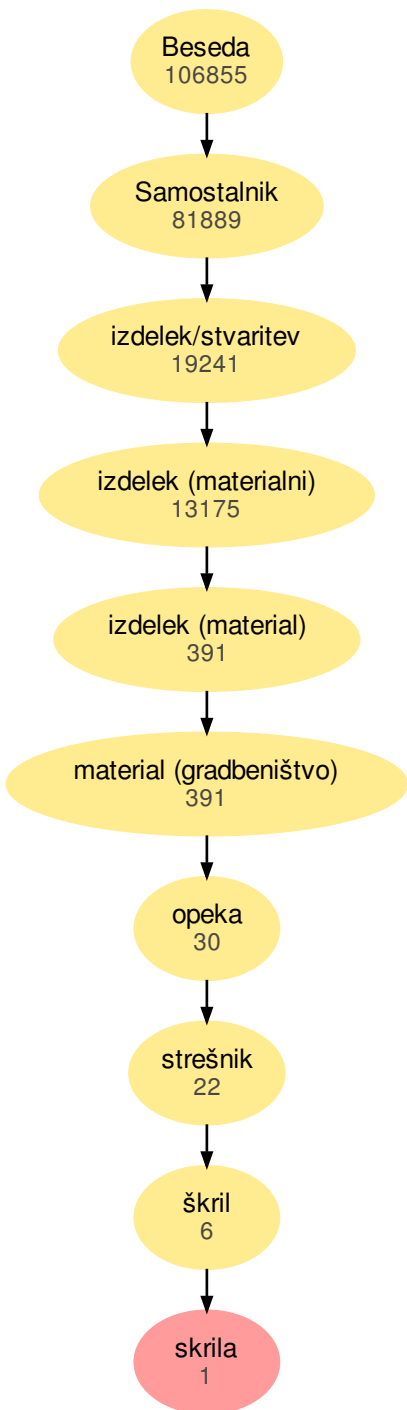 Beseda
106855
Samostalnik
81889
izdelek/stvaritev
19241
izdelek (materialni)
13175
izdelek (material)
391
material (gradbeništvo)
391
opeka
30
strešnik
22
škril
6
skrila
1